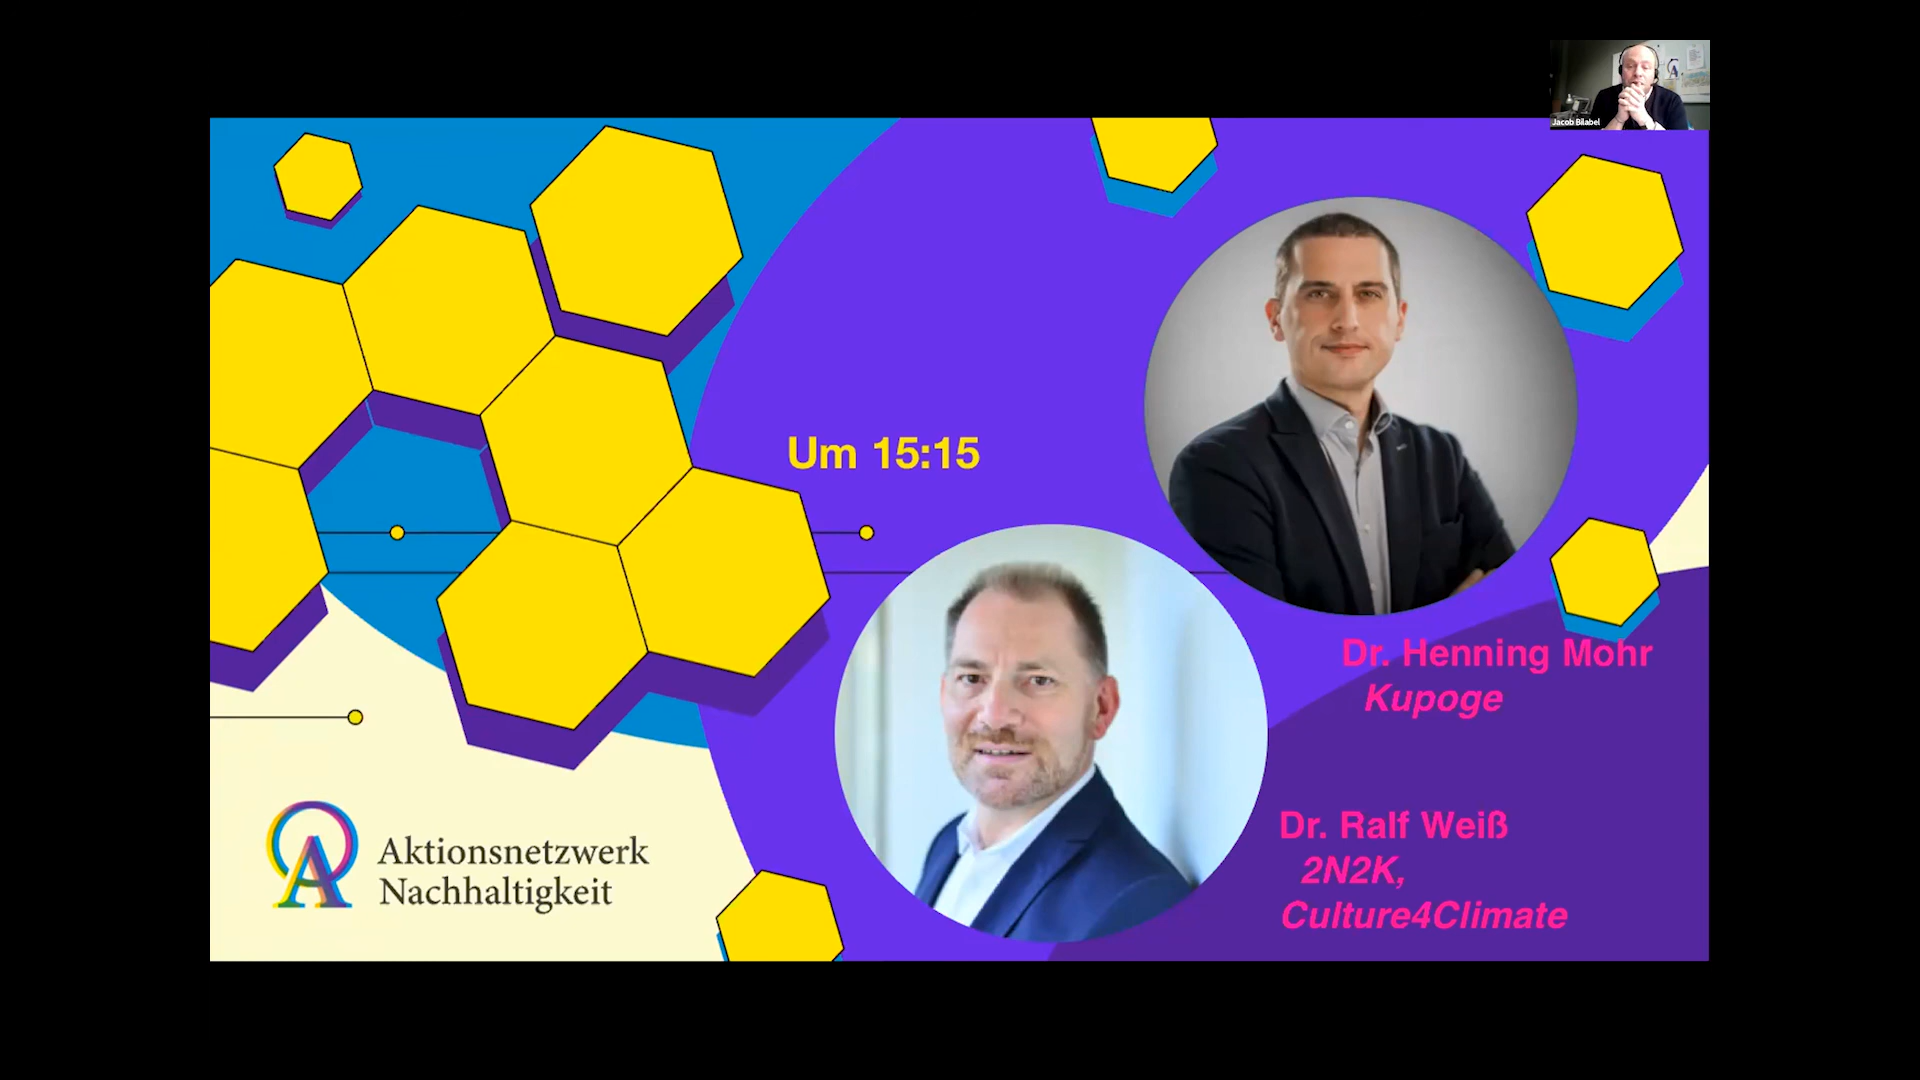 Jacob Bilabel
Um 15:15
Dr. Henning Mohr
Kupoge
Dr. Ralf Weiß
2N2K,
Culture4Climate
Aktionsnetzwerk
Nachhaltigkeit